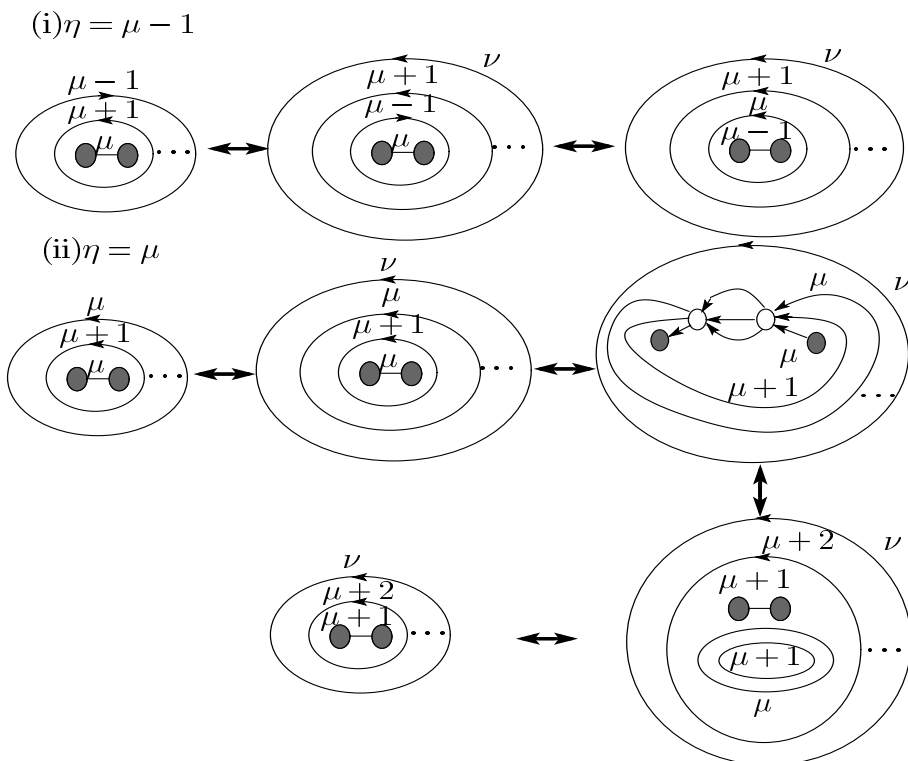 (i)η = μ − 1
ν
ν
μ − 1
μ + 1
μ + 1
μ + 1
μ − 1
μ
μ
μ
μ − 1
· · ·
· · ·
· · ·
(ii)η = μ
ν
μ
ν
μ
μ
μ + 1
μ + 1
μ
μ
μ
μ + 1
· · ·
· · ·
· · ·
μ + 2
ν
ν
μ + 1
μ + 2
μ + 1
· · ·
· · ·
μ + 1
μ